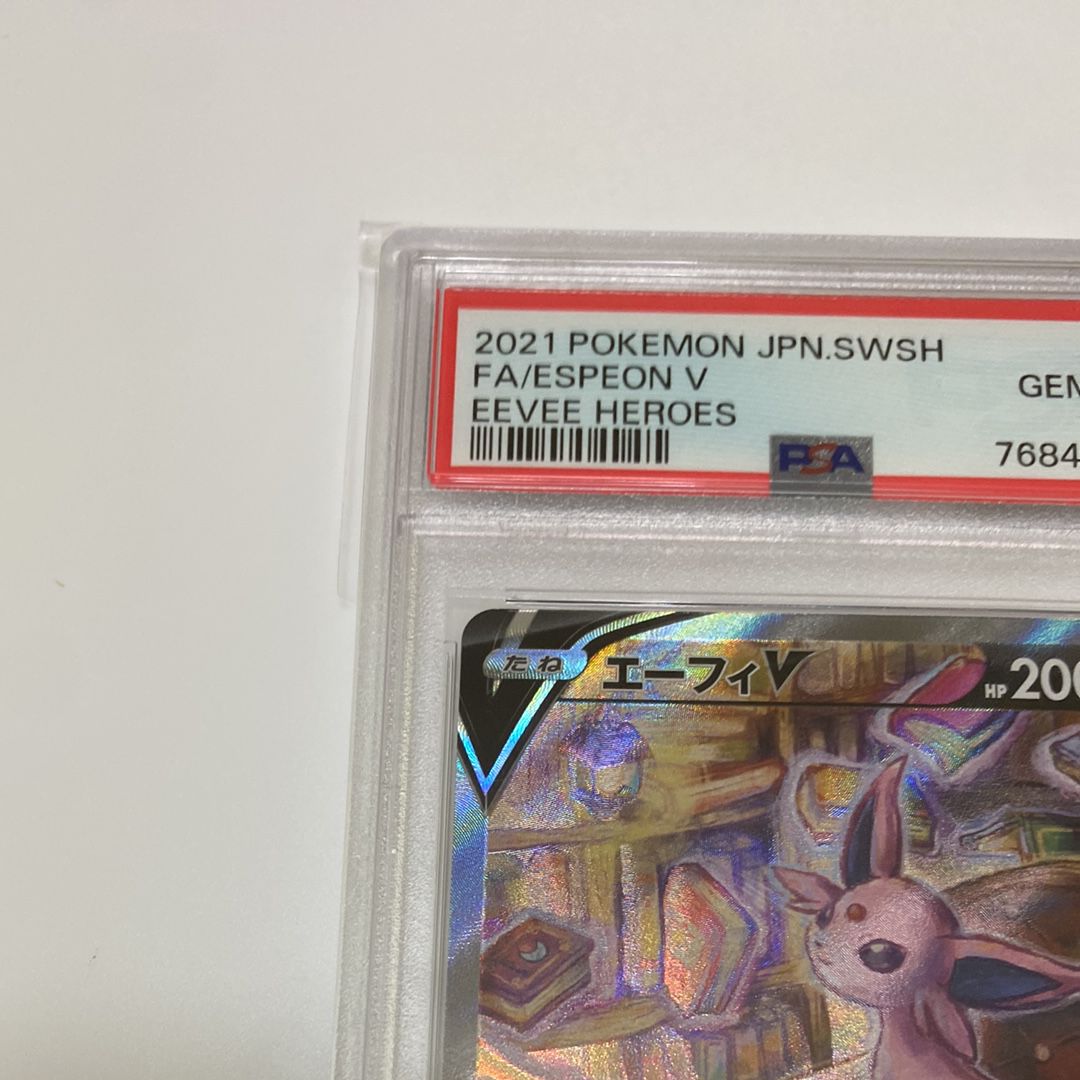 2021 POKEMON JPN.SWSH
FA/ESPEON V
GEM
EEVEE HEROES
7684
PSA
たね エーフィV HP 200